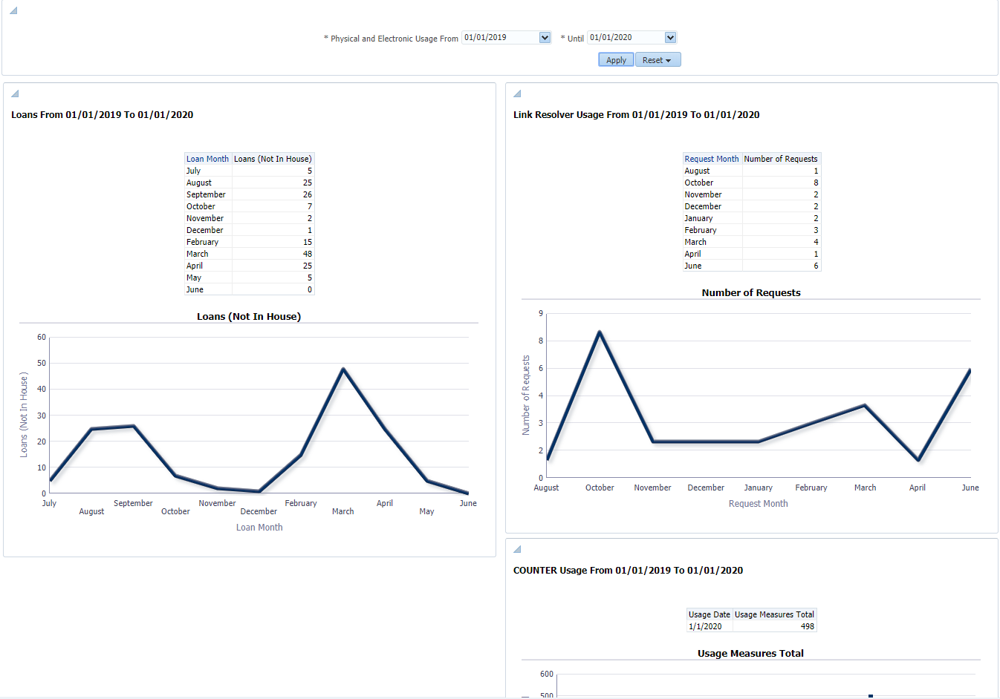 * Physical and Electronic Usage From 01/01/2019 * Until 01/01/2020
Apply Reset
Loans From 01/01/2019 To 01/01/2020
Loan Month Loans (Not In House)
July 5
August 25
September 26
October 7
November 2
December 1
February 15
March 48
April 25
May 5
June 0
Loans (Not In House)
60
50
40
30
20
10
0
Loans (Not In House)
July August September October November December February March April May June
Loan Month
Link Resolver Usage From 01/01/2019 To 01/01/2020
Request Month Number of Requests
August 1
October 8
November 2
December 2
January 2
February 3
March 4
April 1
June 6
Number of Requests
9
8
6
4
3
2
0
Number of Requests
August October November December January February March April June
Request Month
COUNTER Usage From 01/01/2019 To 01/01/2020
Usage Date Usage Measures Total
1/1/2020 498
Usage Measures Total
600
500